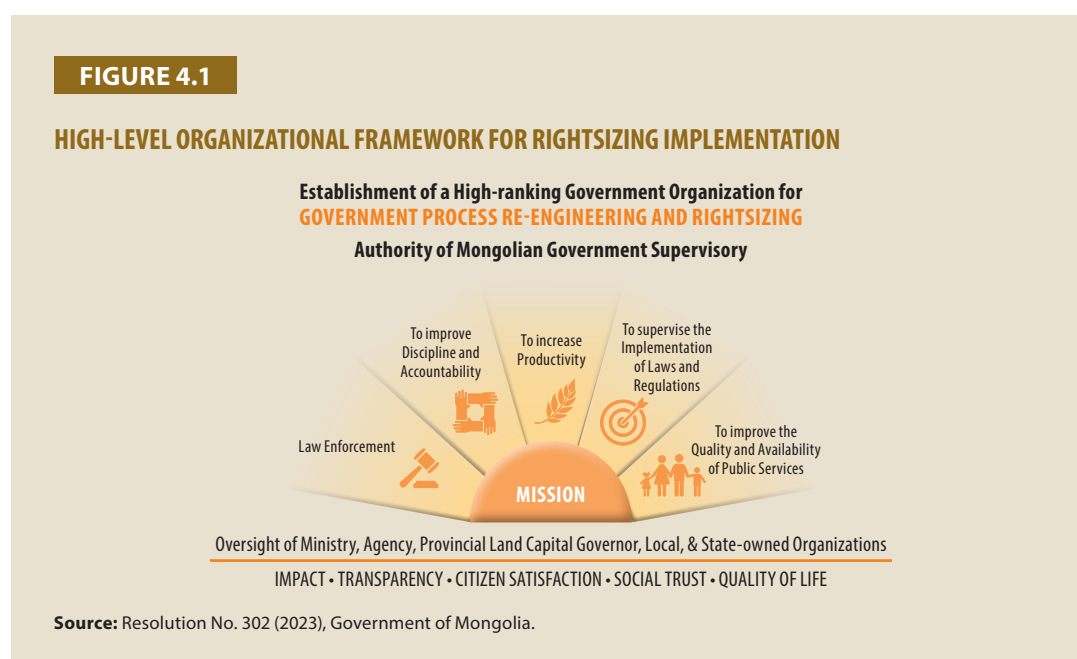 FIGURE 4.1
HIGH-LEVEL ORGANIZATIONAL FRAMEWORK FOR RIGHTSIZING IMPLEMENTATION
Establishment of a High-ranking Government Organization for
GOVERNMENT PROCESS RE-ENGINEERING AND RIGHTSIZING
Authority of Mongolian Government Supervisory
Law Enforcement
To improve
Discipline and
Accountability
To increase
Productivity
To supervise the
Implementation
of Laws and
Regulations
To improve the
Quality and Availability
of Public Services
MISSION
Oversight of Ministry, Agency, Provincial Land Capital Governor, Local, & State-owned Organizations
IMPACT • TRANSPARENCY • CITIZEN SATISFACTION • SOCIAL TRUST • QUALITY OF LIFE
Source: Resolution No. 302 (2023), Government of Mongolia.